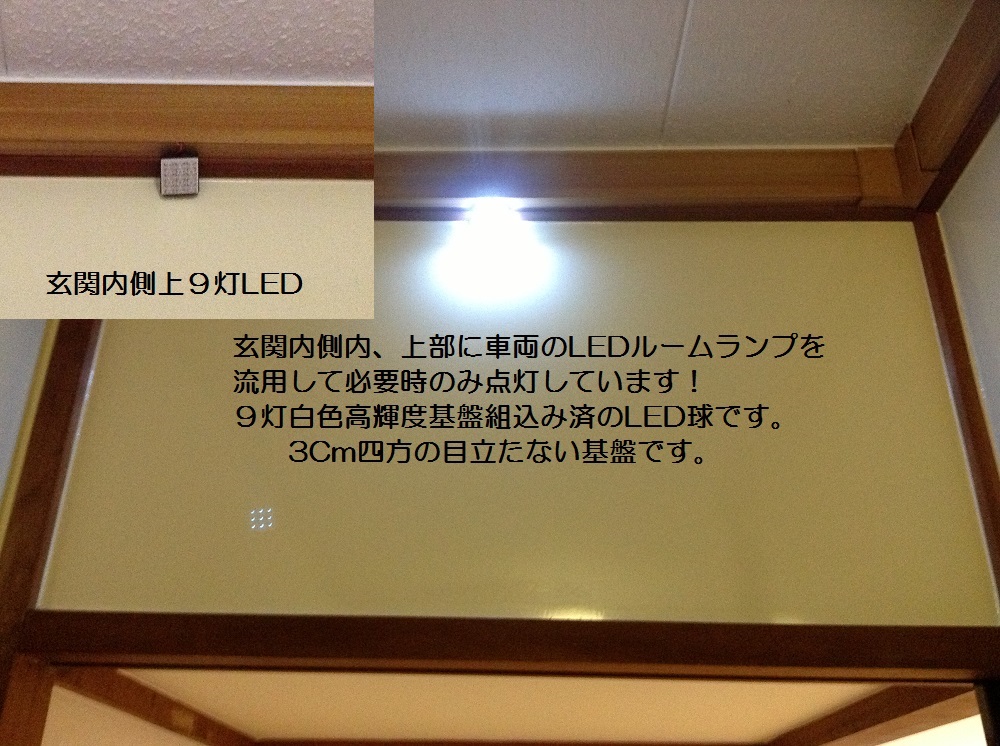 玄関内側上９灯LED
玄関内側内、上部に車両のLEDルームランプを
流用して必要時のみ点灯しています！
９灯白色高輝度基盤組込み済のLED球です。
3Cm四方の目立たない基盤です。